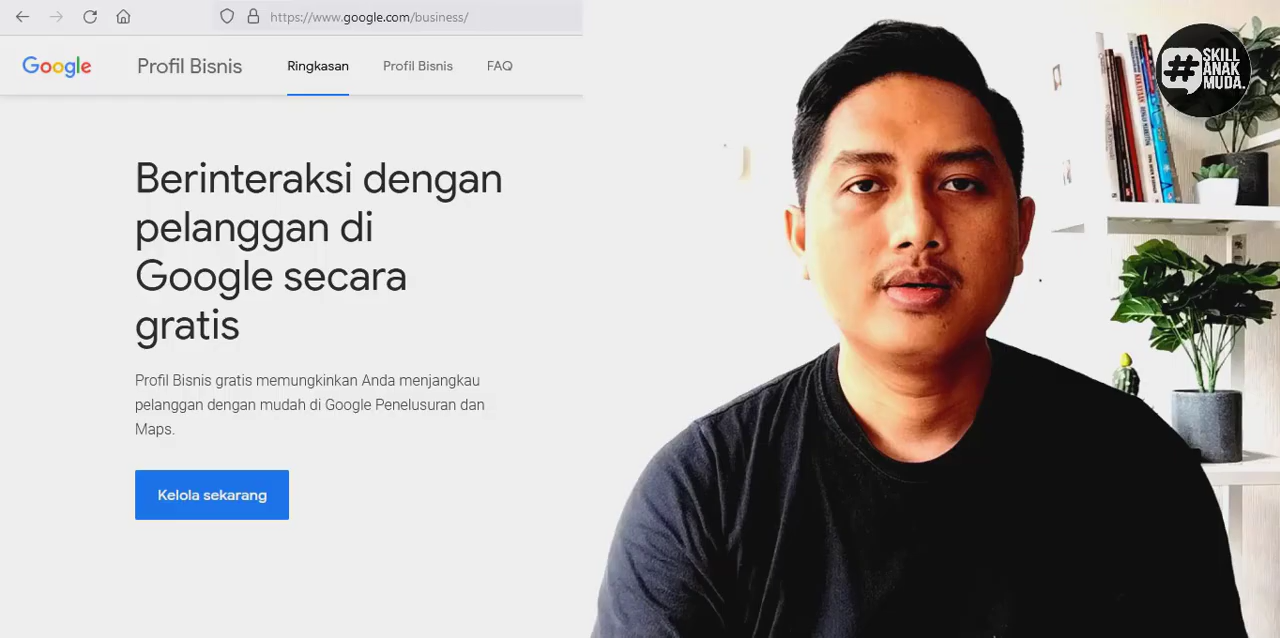 https://www.google.com/business/
Google
Profil Bisnis
Ringkasan
Profil Bisnis
FAQ
Berinteraksi dengan
pelanggan di
Google secara
gratis
Profil Bisnis gratis memungkinkan Anda menjangkau
pelanggan dengan mudah di Google Penelusuran dan
Maps.
Kelola sekarang
#SKILL
ANAK
MUDA.